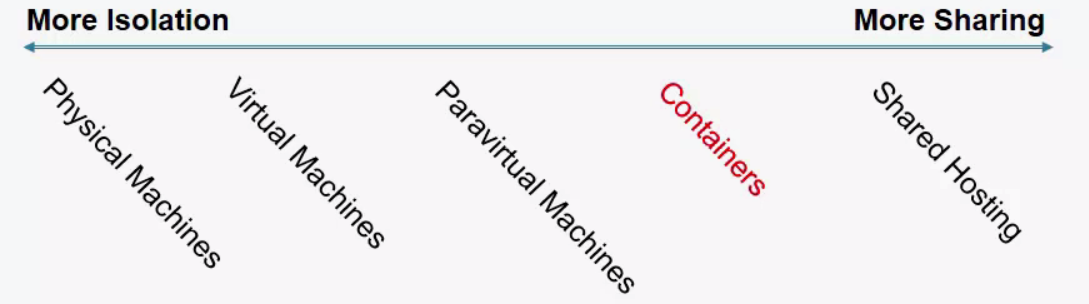 More Isolation
More Sharing
Physical Machines
Virtual Machines
Paravirtual Machines
Containers
Shared Hosting